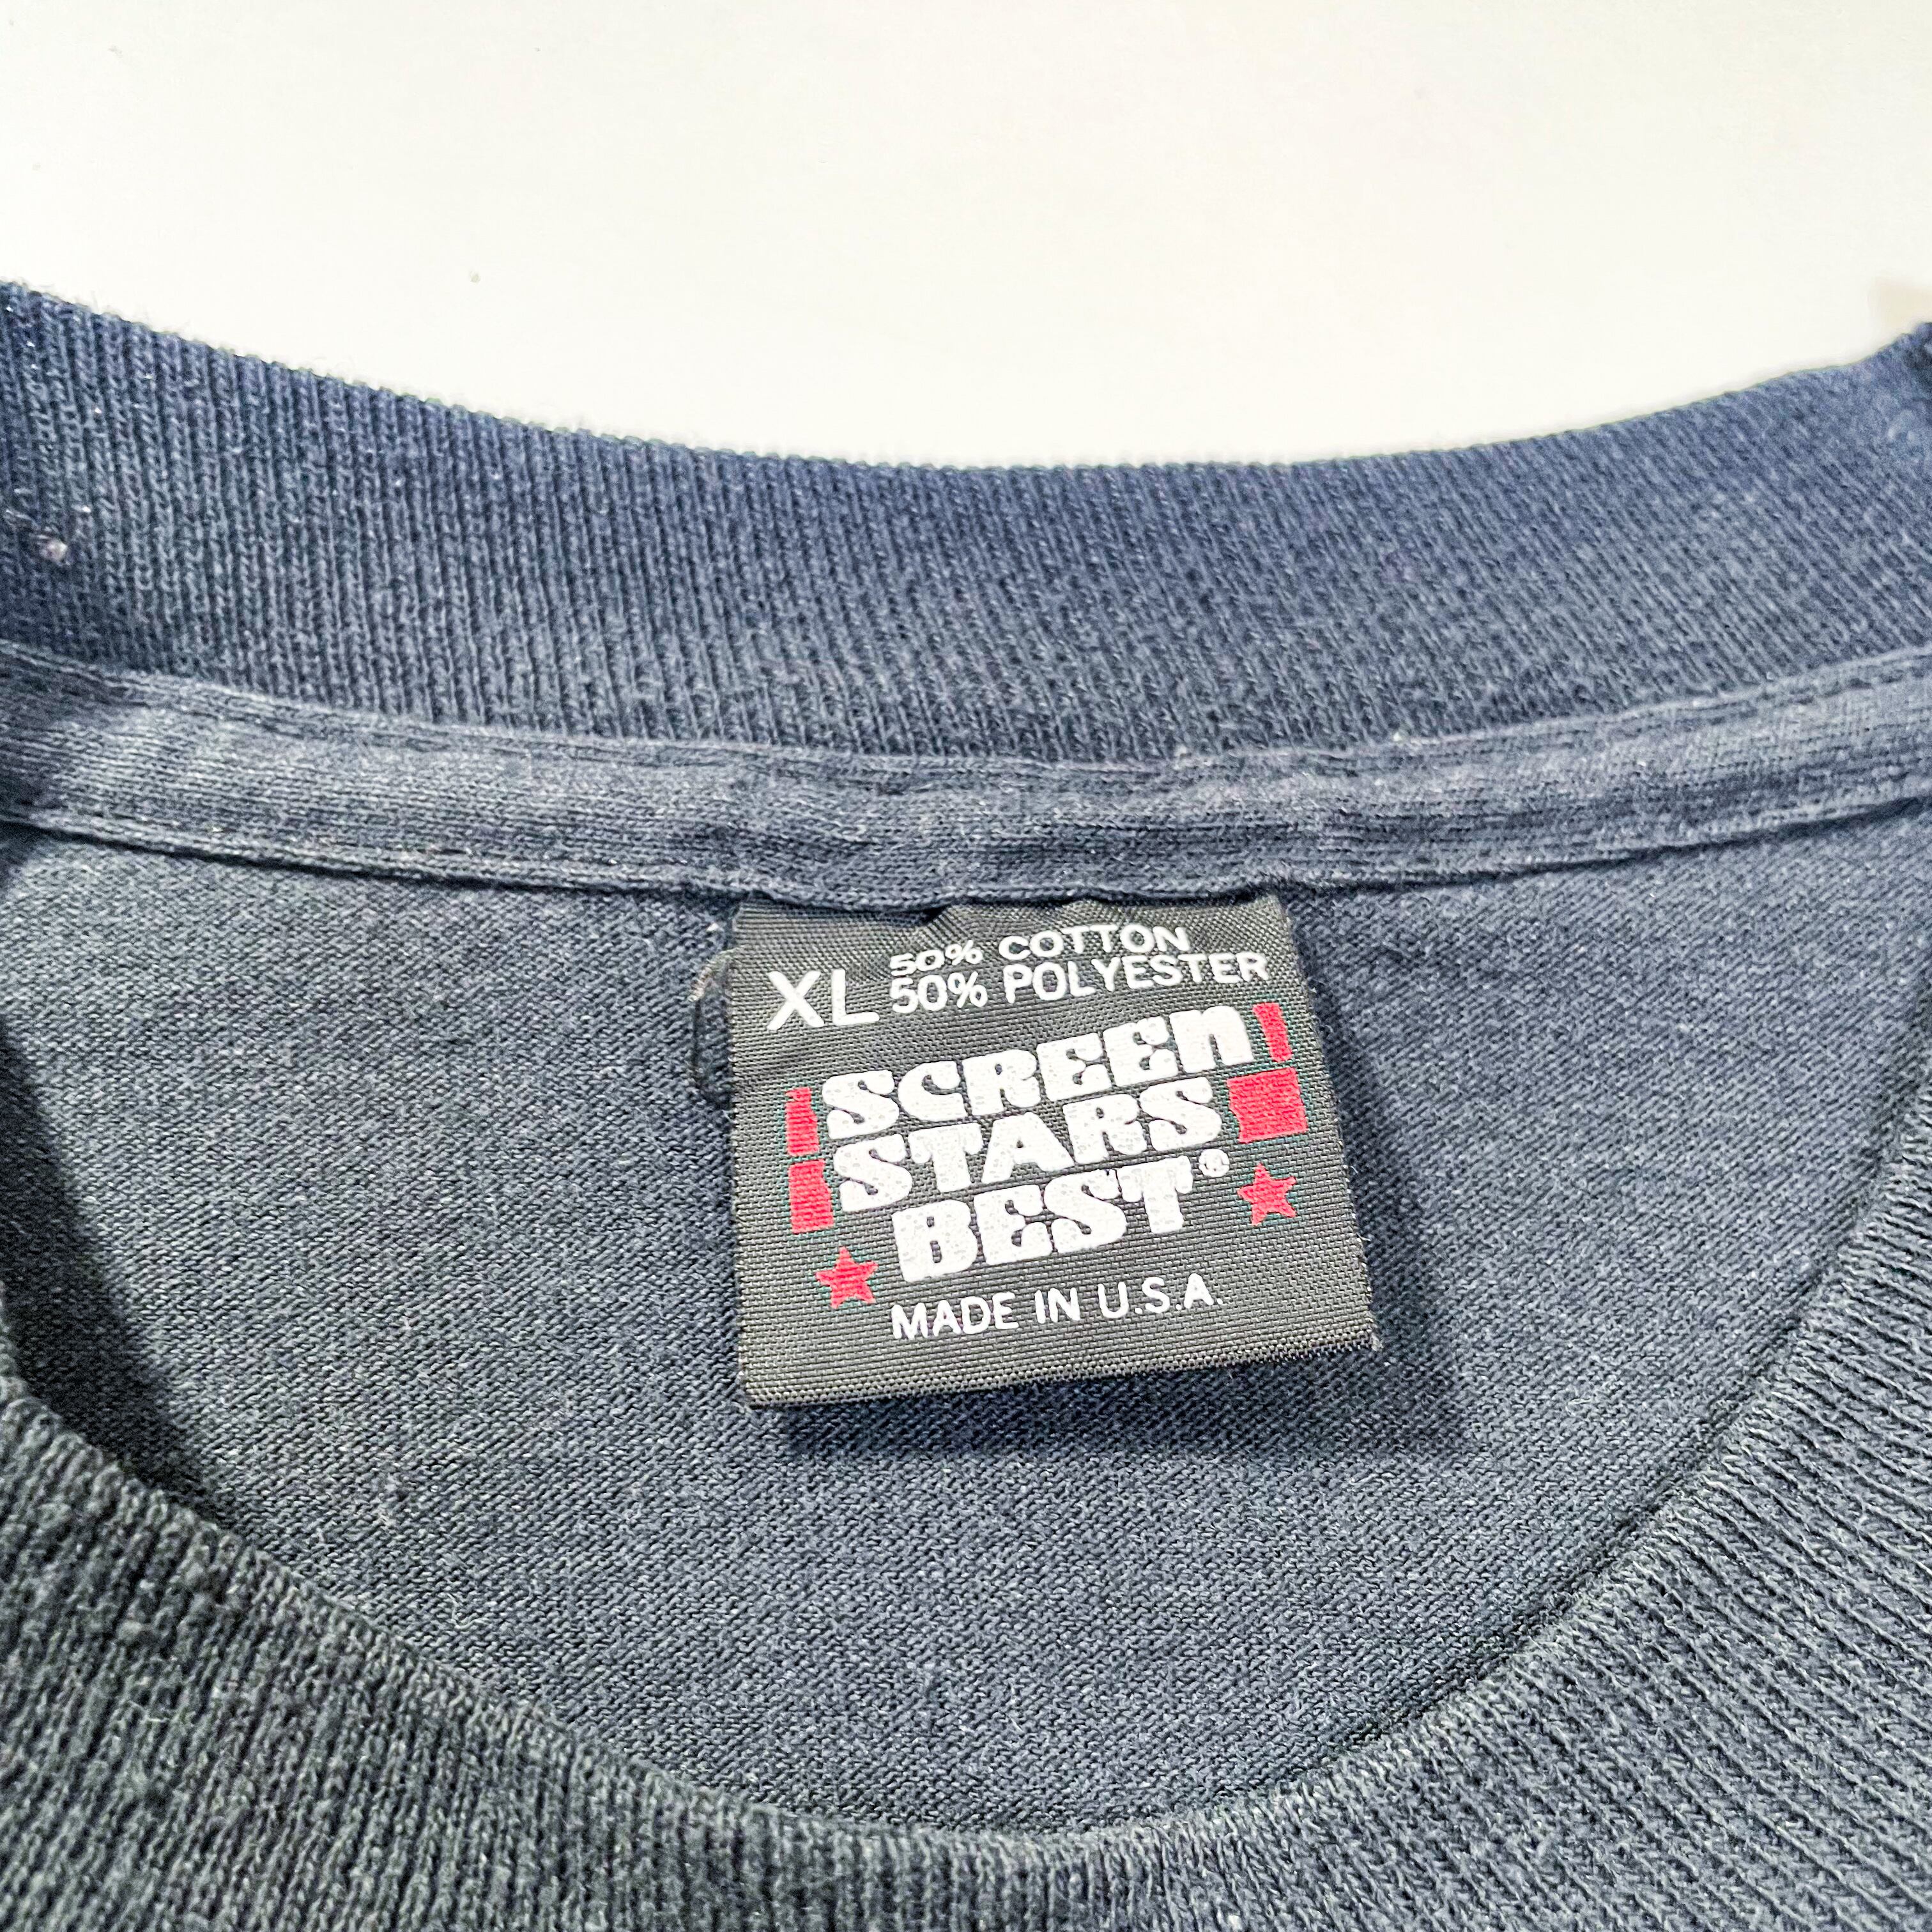 XL 50% COTTON
50% POLYESTER
SCREEN
STARS
BEST®
MADE IN U.S.A.